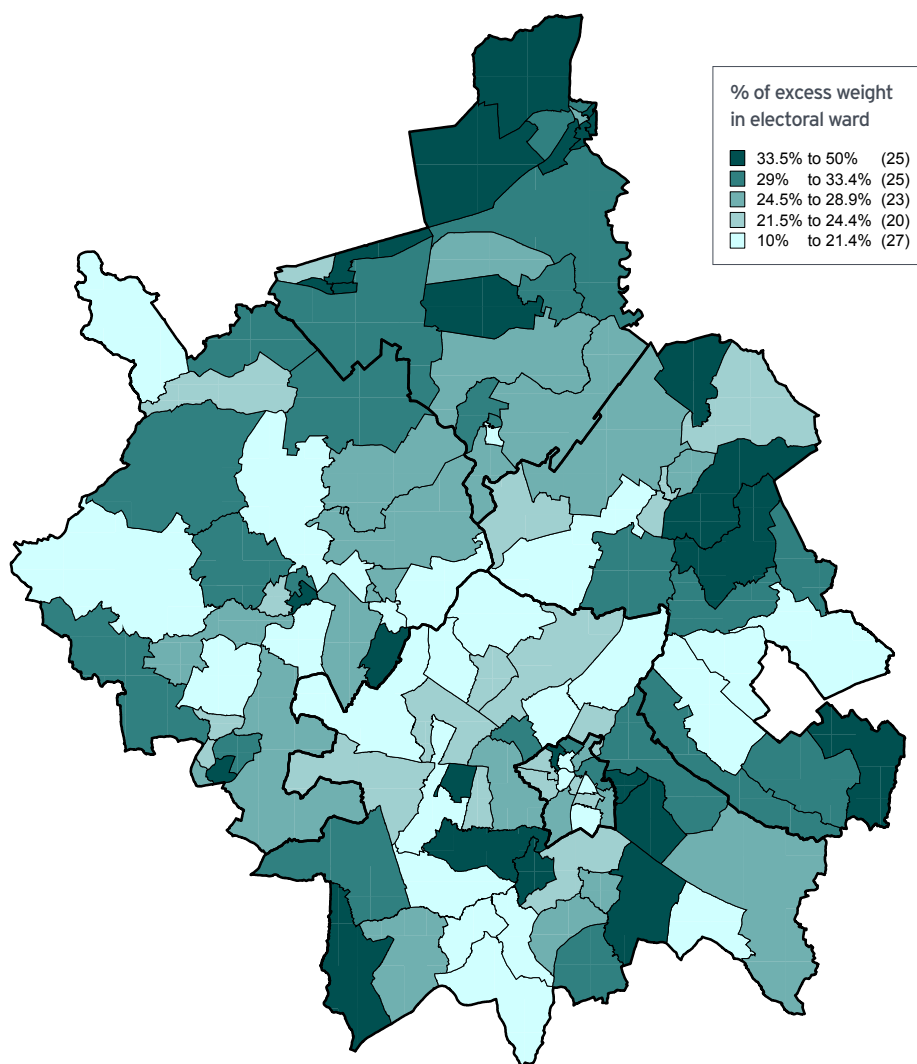 % of excess weight
in electoral ward
33.5% to 50% (25)
29% to 33.4% (25)
24.5% to 28.9% (23)
21.5% to 24.4% (20)
10% to 21.4% (27)